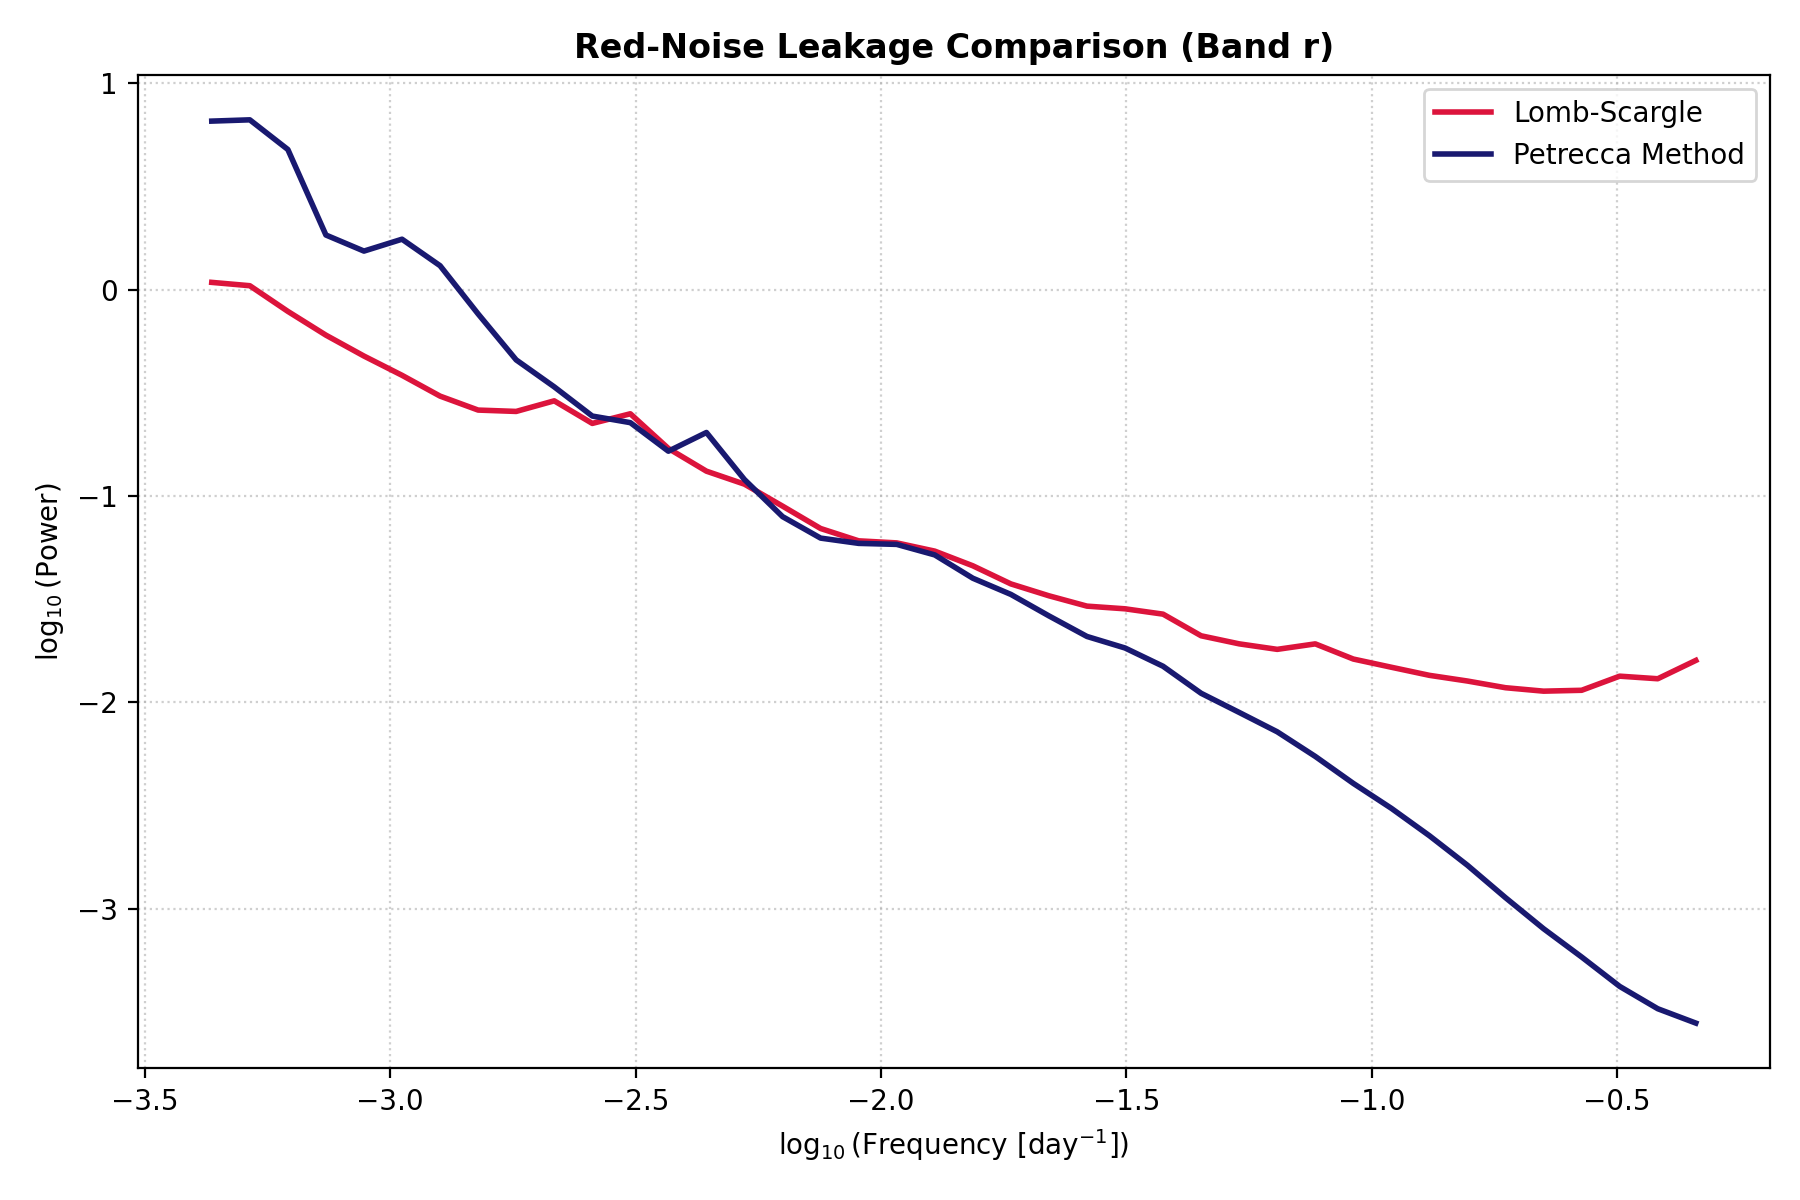 Red-Noise Leakage Comparison (Band r)
Lomb-Scargle
Petrecca Method
1
0
−1
−2
−3
log₁₀(Power)
−3.5 −3.0 −2.5 −2.0 −1.5 −1.0 −0.5
log₁₀(Frequency [day⁻¹])